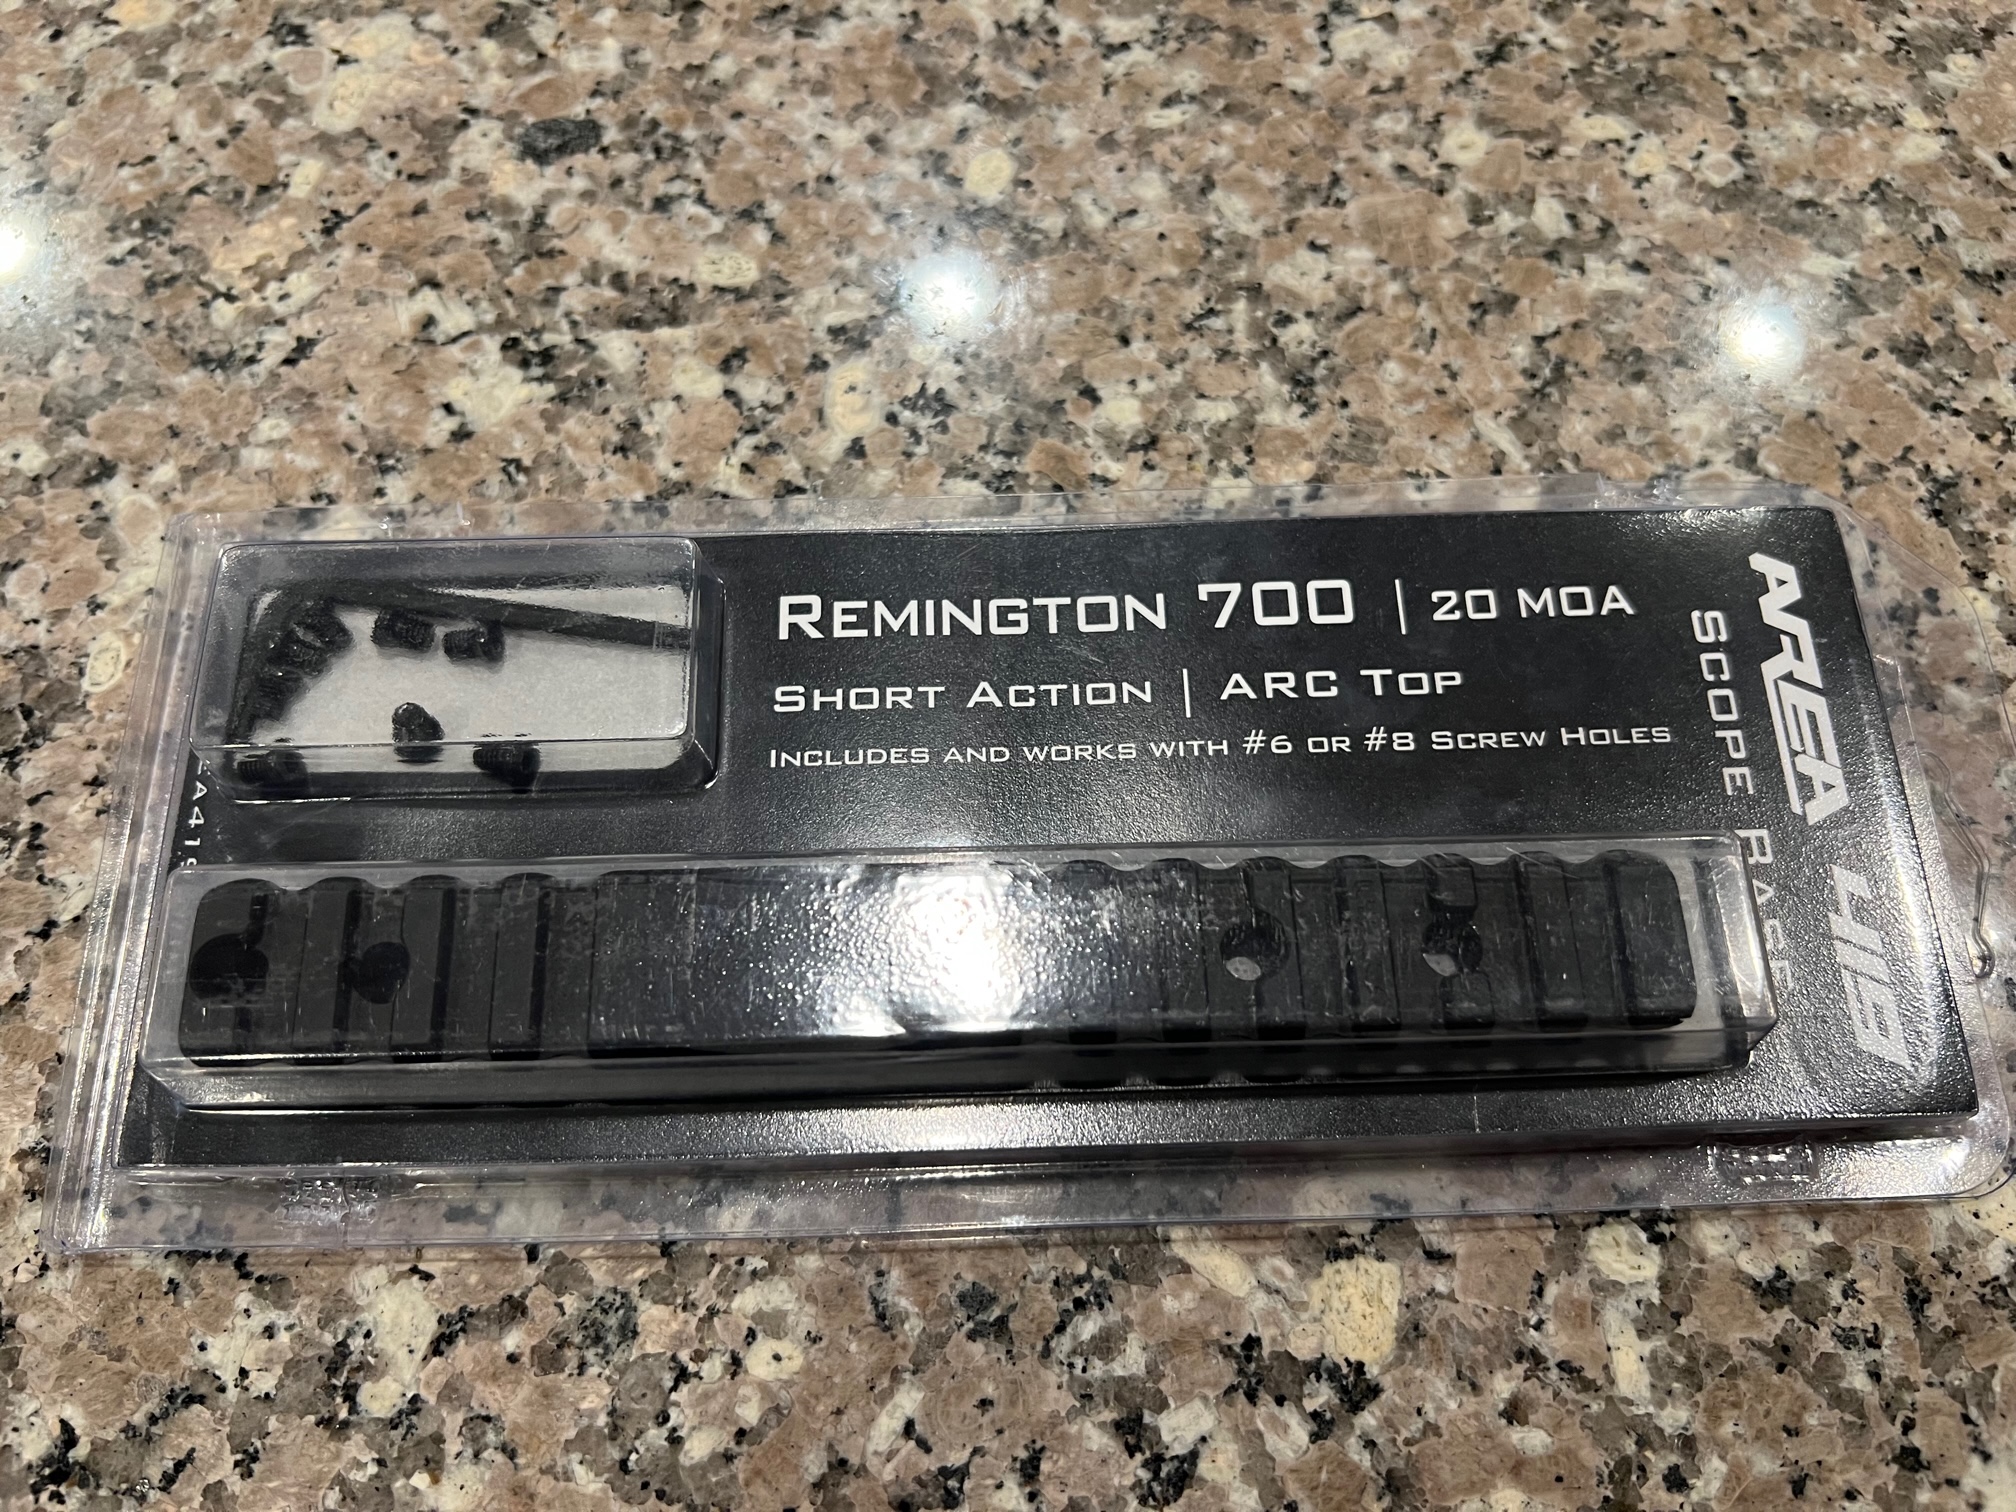 REMINGTON 700 | 20 MOA
SHORT ACTION | ARC TOP
INCLUDES AND WORKS WITH #6 OR #8 SCREW HOLES
AREA 419
SCOPE BASE